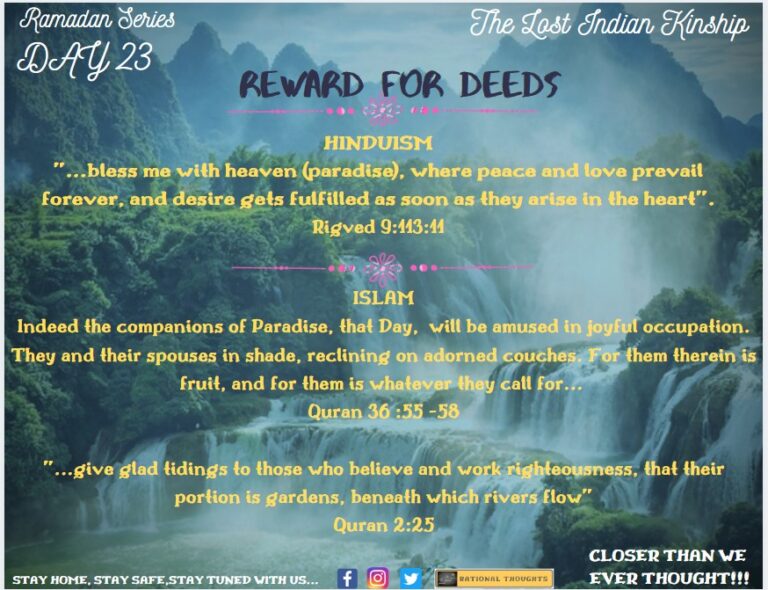 Ramadan Series
The Lost Indian Kinship
DAY 23
REWARD FOR DEEDS
HINDUISM
"...bless me with heaven (paradise), where peace and love prevail
forever, and desire gets fulfilled as soon as they arise in the heart".
Rigved 9:113:11
ISLAM
Indeed the companions of Paradise, that Day, will be amused in joyful occupation.
They and their spouses in shade, reclining on adorned couches. For them therein is
fruit, and for them is whatever they call for...
Quran 36 :55 -58
"...give glad tidings to those who believe and work righteousness, that their
portion is gardens, beneath which rivers flow"
Quran 2:25
CLOSER THAN WE
EVER THOUGHT!!!
STAY HOME, STAY SAFE,STAY TUNED WITH US...
RATIONAL THOUGHTS